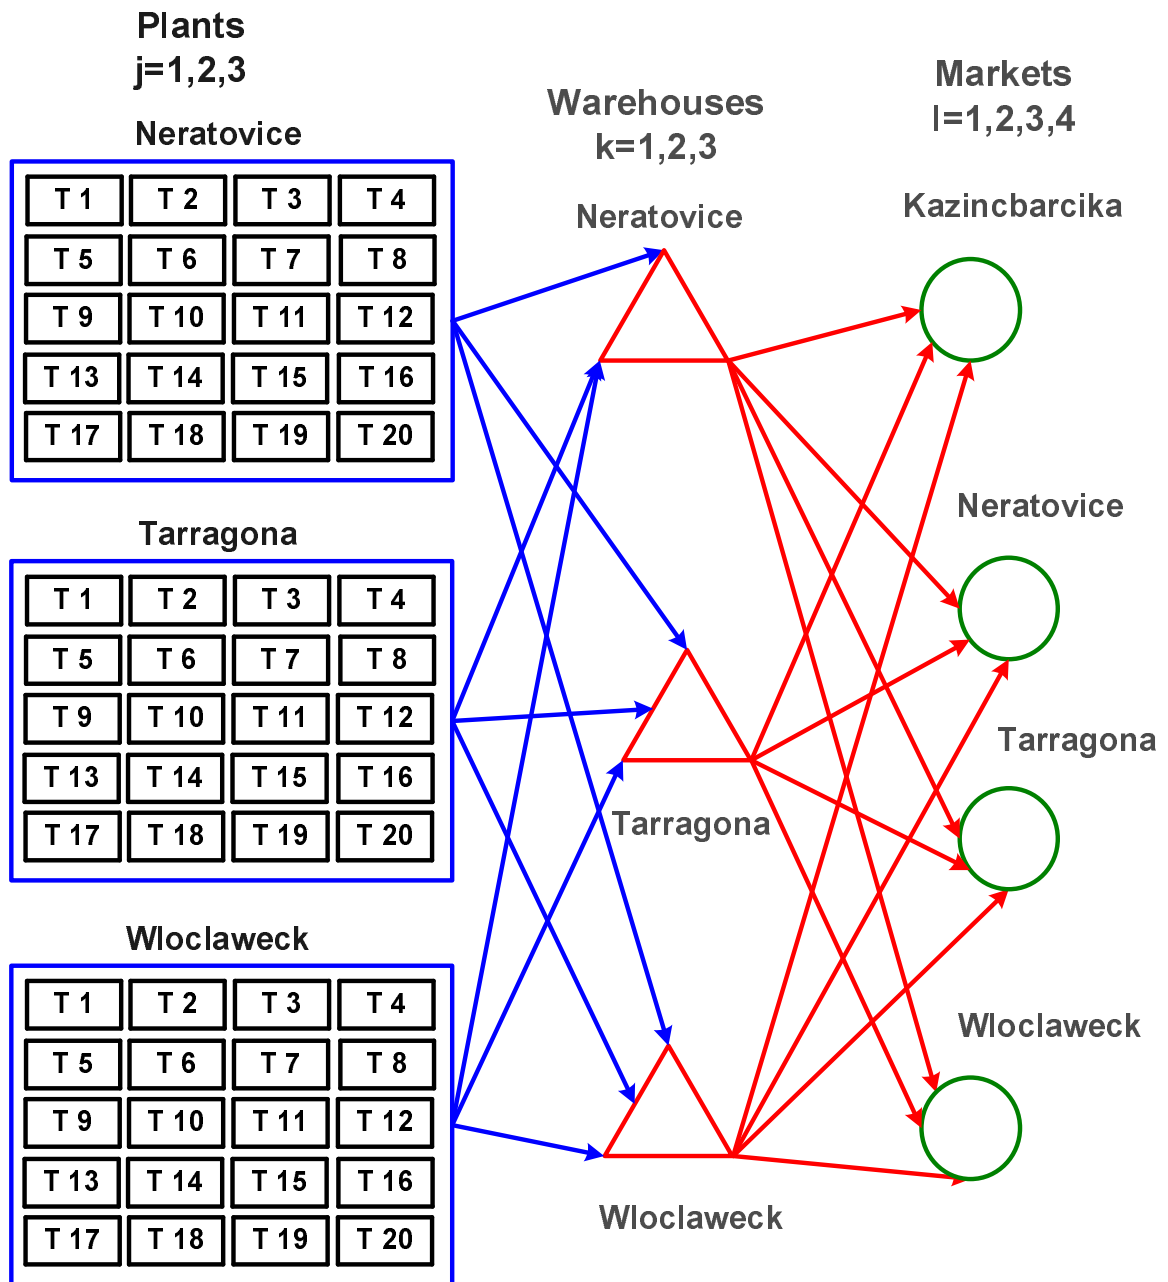 Plants
j=1,2,3
Neratovice
T 1 T 2 T 3 T 4
T 5 T 6 T 7 T 8
T 9 T 10 T 11 T 12
T 13 T 14 T 15 T 16
T 17 T 18 T 19 T 20
Tarragona
T 1 T 2 T 3 T 4
T 5 T 6 T 7 T 8
T 9 T 10 T 11 T 12
T 13 T 14 T 15 T 16
T 17 T 18 T 19 T 20
Wloclaweck
T 1 T 2 T 3 T 4
T 5 T 6 T 7 T 8
T 9 T 10 T 11 T 12
T 13 T 14 T 15 T 16
T 17 T 18 T 19 T 20
Warehouses
k=1,2,3
Neratovice
Tarragona
Wloclaweck
Markets
l=1,2,3,4
Kazincbarcika
Neratovice
Tarragona
Wloclaweck